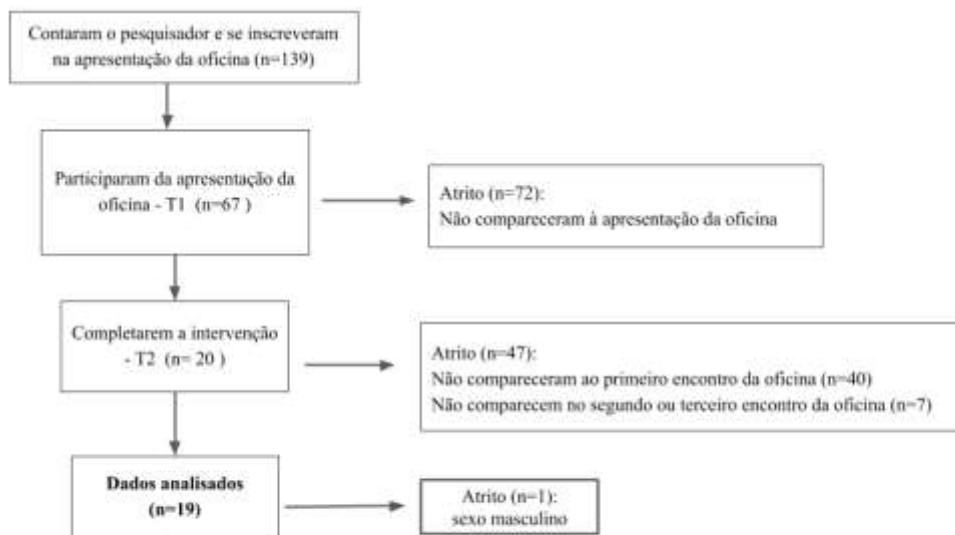 Contaram o pesquisador e se inscreveram
na apresentação da oficina (n=139)
Participaram da apresentação da
oficina - T1 (n=67 )
Atrito (n=72):
Não compareceram à apresentação da oficina
Completarem a intervenção
- T2 (n= 20 )
Atrito (n=47):
Não compareceram ao primeiro encontro da oficina (n=40)
Não comparecem no segundo ou terceiro encontro da oficina (n=7)
Dados analisados
(n=19)
Atrito (n=1):
sexo masculino